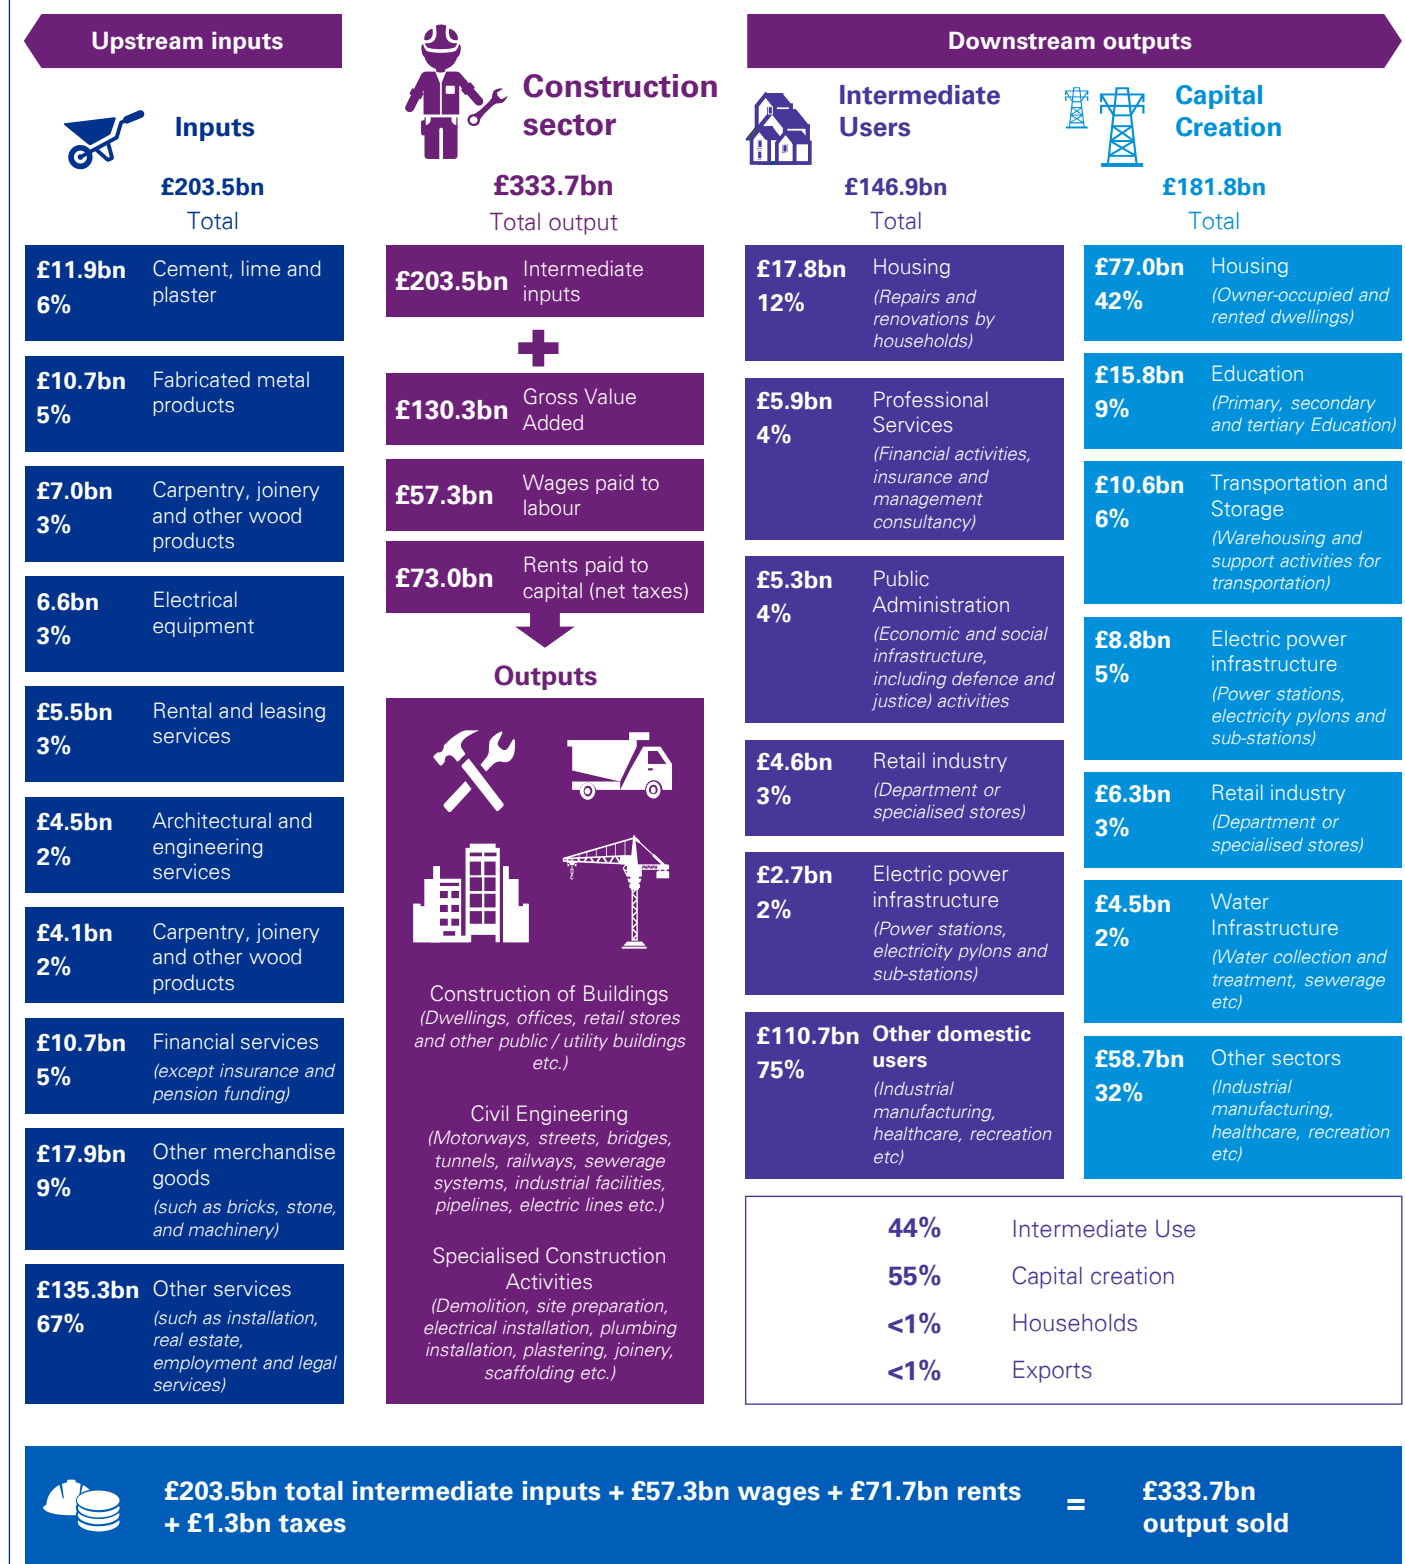 Upstream inputs
Inputs
£203.5bn
Total
£11.9bn
6%
Cement, lime and
plaster
£10.7bn
5%
Fabricated metal
products
£7.0bn
3%
Carpentry, joinery
and other wood
products
6.6bn
3%
Electrical
equipment
£5.5bn
3%
Rental and leasing
services
£4.5bn
2%
Architectural and
engineering
services
£4.1bn
2%
Carpentry, joinery
and other wood
products
£10.7bn
5%
Financial services
(except insurance and
pension funding)
£17.9bn
9%
Other merchandise
goods
(such as bricks, stone,
and machinery)
£135.3bn
67%
Other services
(such as installation,
real estate,
employment and legal
services)
Construction
sector
£333.7bn
Total output
£203.5bn
Intermediate
inputs
£130.3bn
Gross Value
Added
£57.3bn
Wages paid to
labour
£73.0bn
Rents paid to
capital (net taxes)
Outputs
Construction of Buildings
(Dwellings, offices, retail stores
and other public / utility buildings
etc.)
Civil Engineering
(Motorways, streets, bridges,
tunnels, railways, sewerage
systems, industrial facilities,
pipelines, electric lines etc.)
Specialised Construction
Activities
(Demolition, site preparation,
electrical installation, plumbing
installation, plastering, joinery,
scaffolding etc.)
Downstream outputs
Intermediate
Users
£146.9bn
Total
£17.8bn
12%
Housing
(Repairs and
renovations by
households)
£5.9bn
4%
Professional
Services
(Financial activities,
insurance and
management
consultancy)
£5.3bn
4%
Public
Administration
(Economic and social
infrastructure,
including defence and
justice) activities
£4.6bn
3%
Retail industry
(Department or
specialised stores)
£2.7bn
2%
Electric power
infrastructure
(Power stations,
electricity pylons and
sub-stations)
£110.7bn
75%
Other domestic
users
(Industrial
manufacturing,
healthcare, recreation
etc)
Capital
Creation
£181.8bn
Total
£77.0bn
42%
Housing
(Owner-occupied and
rented dwellings)
£15.8bn
9%
Education
(Primary, secondary
and tertiary Education)
£10.6bn
6%
Transportation and
Storage
(Warehousing and
support activities for
transportation)
£8.8bn
5%
Electric power
infrastructure
(Power stations,
electricity pylons and
sub-stations)
£6.3bn
3%
Retail industry
(Department or
specialised stores)
£4.5bn
2%
Water
Infrastructure
(Water collection and
treatment, sewerage
etc)
£58.7bn
32%
Other sectors
(Industrial
manufacturing,
healthcare, recreation
etc)
44% Intermediate Use
55% Capital creation
<1% Households
<1% Exports
£203.5bn total intermediate inputs + £57.3bn wages + £71.7bn rents
+ £1.3bn taxes
=
£333.7bn
output sold